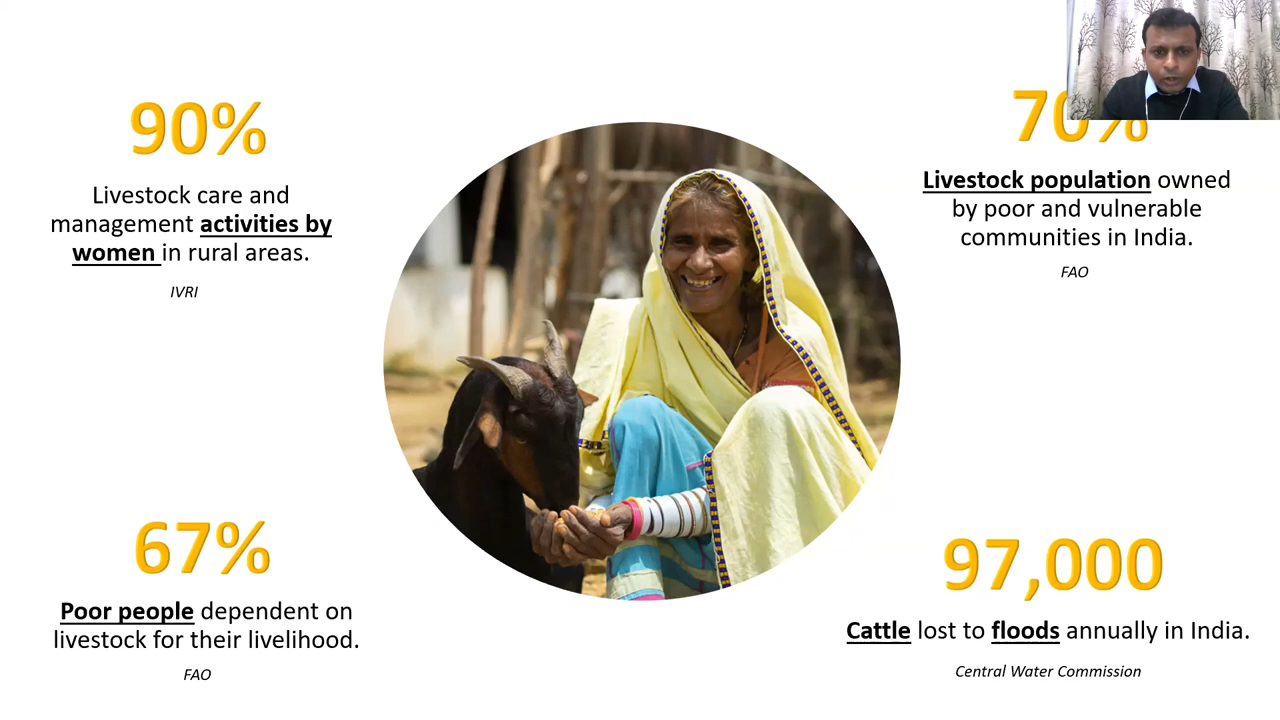 90%
Livestock care and
management activities by
women in rural areas.
IVRI
70%
Livestock population owned
by poor and vulnerable
communities in India.
FAO
67%
Poor people dependent on
livestock for their livelihood.
FAO
97,000
Cattle lost to floods annually in India.
Central Water Commission